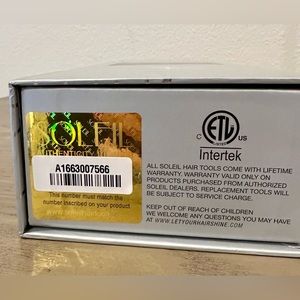 SOLEIL
AUTHENTICITY
A1663007566
This number must match the
number inscribed on your product
C ETL US
Intertek
ALL SOLEIL HAIR TOOLS COME WITH LIFETIME
WARRANTY. WARRANTY VALID ONLY ON
PRODUCTS PURCHASED FROM AUTHORIZED
SOLEIL DEALERS. REPLACEMENT TOOLS WILL
BE SUBJECT TO SERVICE CHARGE.
KEEP OUT OF REACH OF CHILDREN
WE WELCOME ANY QUESTIONS YOU MAY HAVE
AT WWW.LETYOURHAIRSHINE.COM